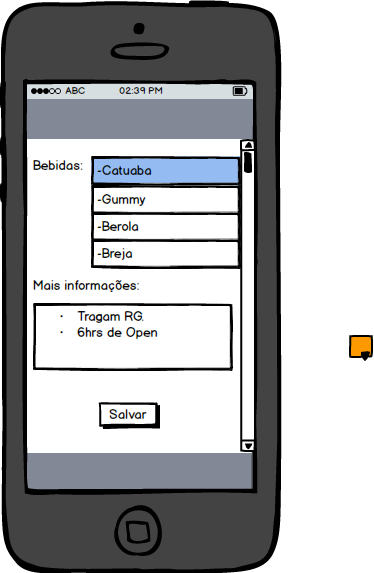 ABC 02:39 PM
Bebidas:
-Catuaba
-Gummy
-Berola
-Breja
Mais informações:
· Tragam RG.
· 6hrs de Open
Salvar